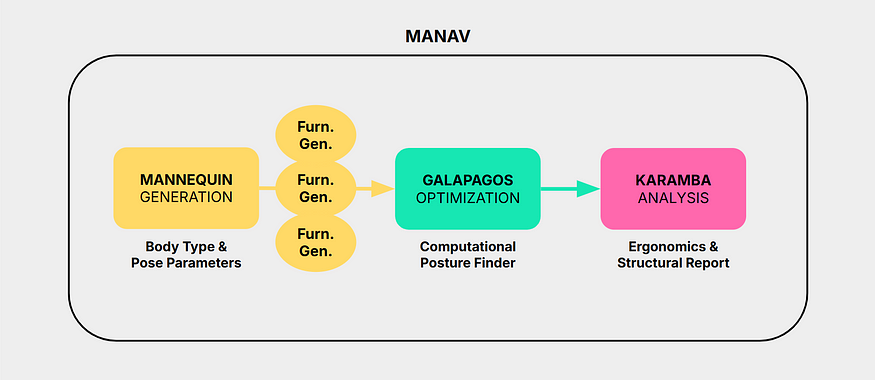 MANAV
MANNEQUIN
GENERATION
Body Type &
Pose Parameters
Furn.
Gen.
Furn.
Gen.
Furn.
Gen.
GALAPAGOS
OPTIMIZATION
Computational
Posture Finder
KARAMBA
ANALYSIS
Ergonomics &
Structural Report